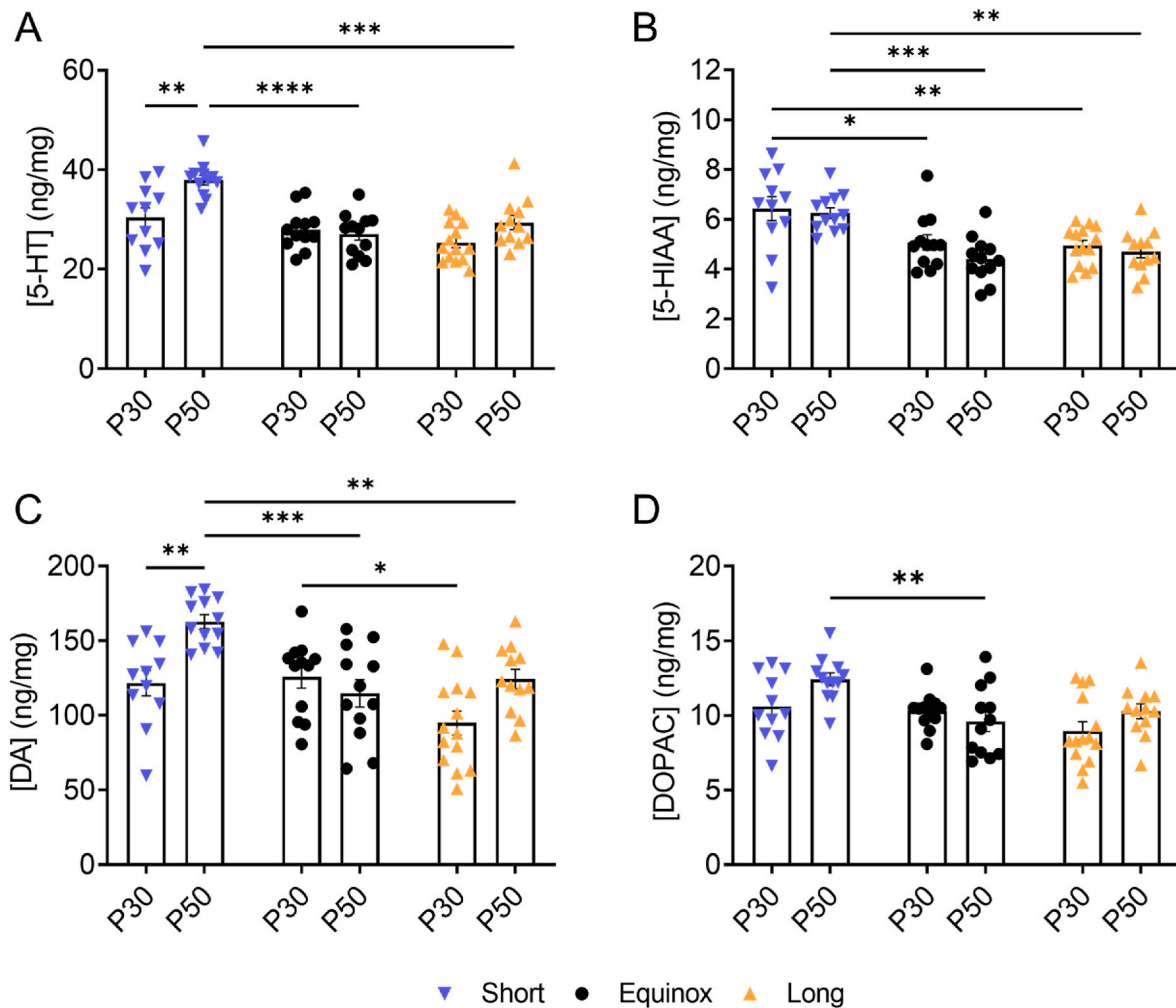 A
[5-HT] (ng/mg)
60
40
20
0
***
**
****
P30
P50
P30
P50
P30
P50
B
[5-HIAA] (ng/mg)
12
10
8
6
4
2
0
**
***
**
*
P30
P50
P30
P50
P30
P50
C
[DA] (ng/mg)
200
150
100
50
0
**
***
**
*
P30
P50
P30
P50
P30
P50
D
[DOPAC] (ng/mg)
20
15
10
5
0
**
P30
P50
P30
P50
P30
P50
Short Equinox Long